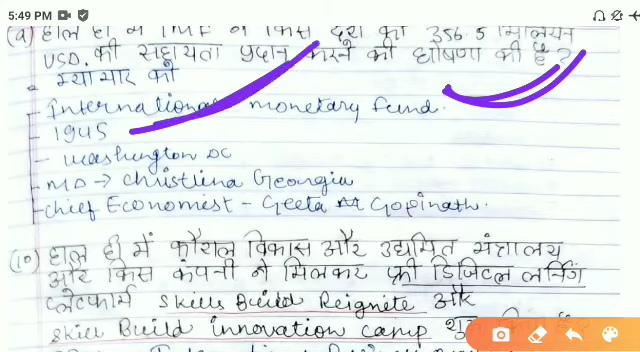 5:49 PM
(9) हाल ही में IMF ने किस देश को 356.5 मिलियन
USD. की सहायता प्रदान करने की घोषणा की है?
म्यांमार को
International monetary fund.
1945
Washington DC
MD → Christlina Georgia
Chief Economist - Geeta Gopinath.
(10) हाल ही में कौशल विकास और उद्यमित मंत्रालय
और किस कंपनी ने मिलकर फ्री डिजिटल लर्निंग
प्लेटफार्म Skills Build Reignite और
Skill Build innovation camp